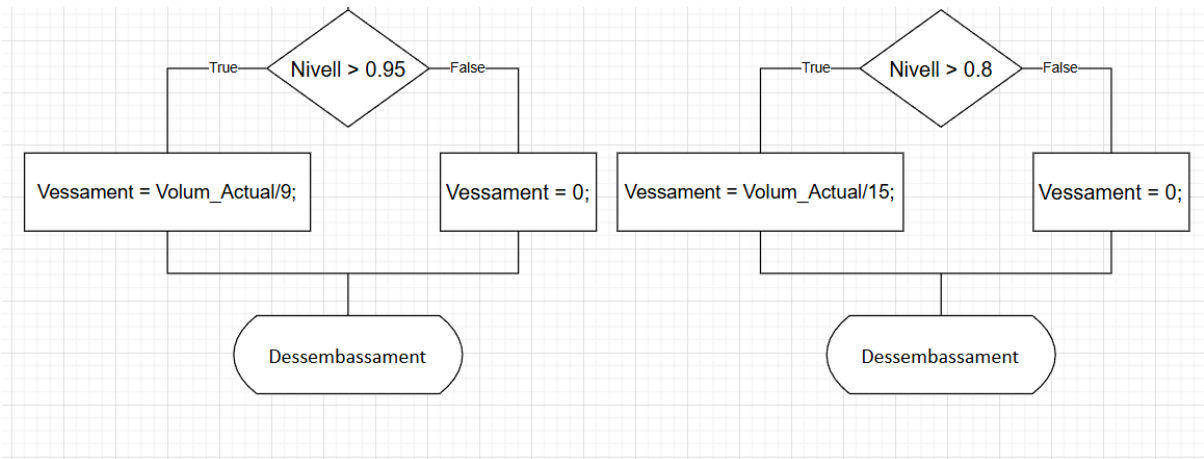 True
Nivell > 0.95
False
Vessament = Volum_Actual/9;
Vessament = 0;
Dessembassament
True
Nivell > 0.8
False
Vessament = Volum_Actual/15;
Vessament = 0;
Dessembassament